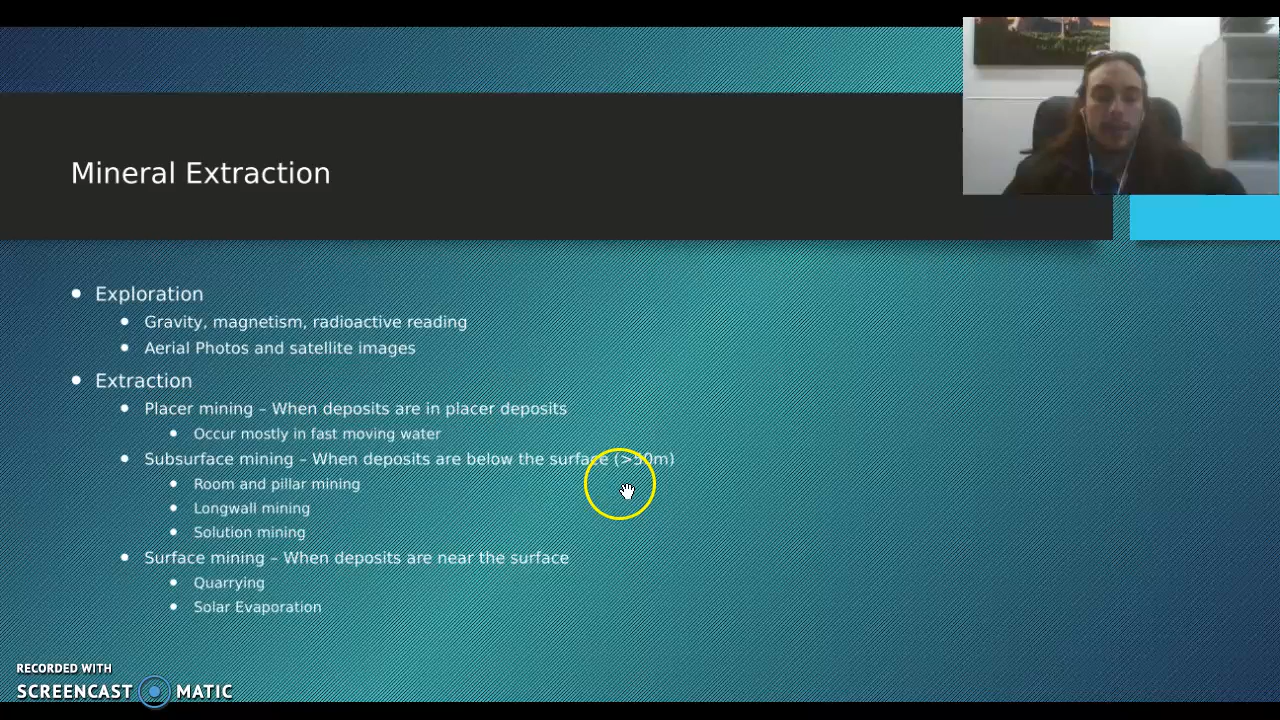 Mineral Extraction
Exploration
Gravity, magnetism, radioactive reading
Aerial Photos and satellite images
Extraction
Placer mining – When deposits are in placer deposits
Occur mostly in fast moving water
Subsurface mining – When deposits are below the surface (>50m)
Room and pillar mining
Longwall mining
Solution mining
Surface mining – When deposits are near the surface
Quarrying
Solar Evaporation
RECORDED WITH
SCREENCAST MATIC